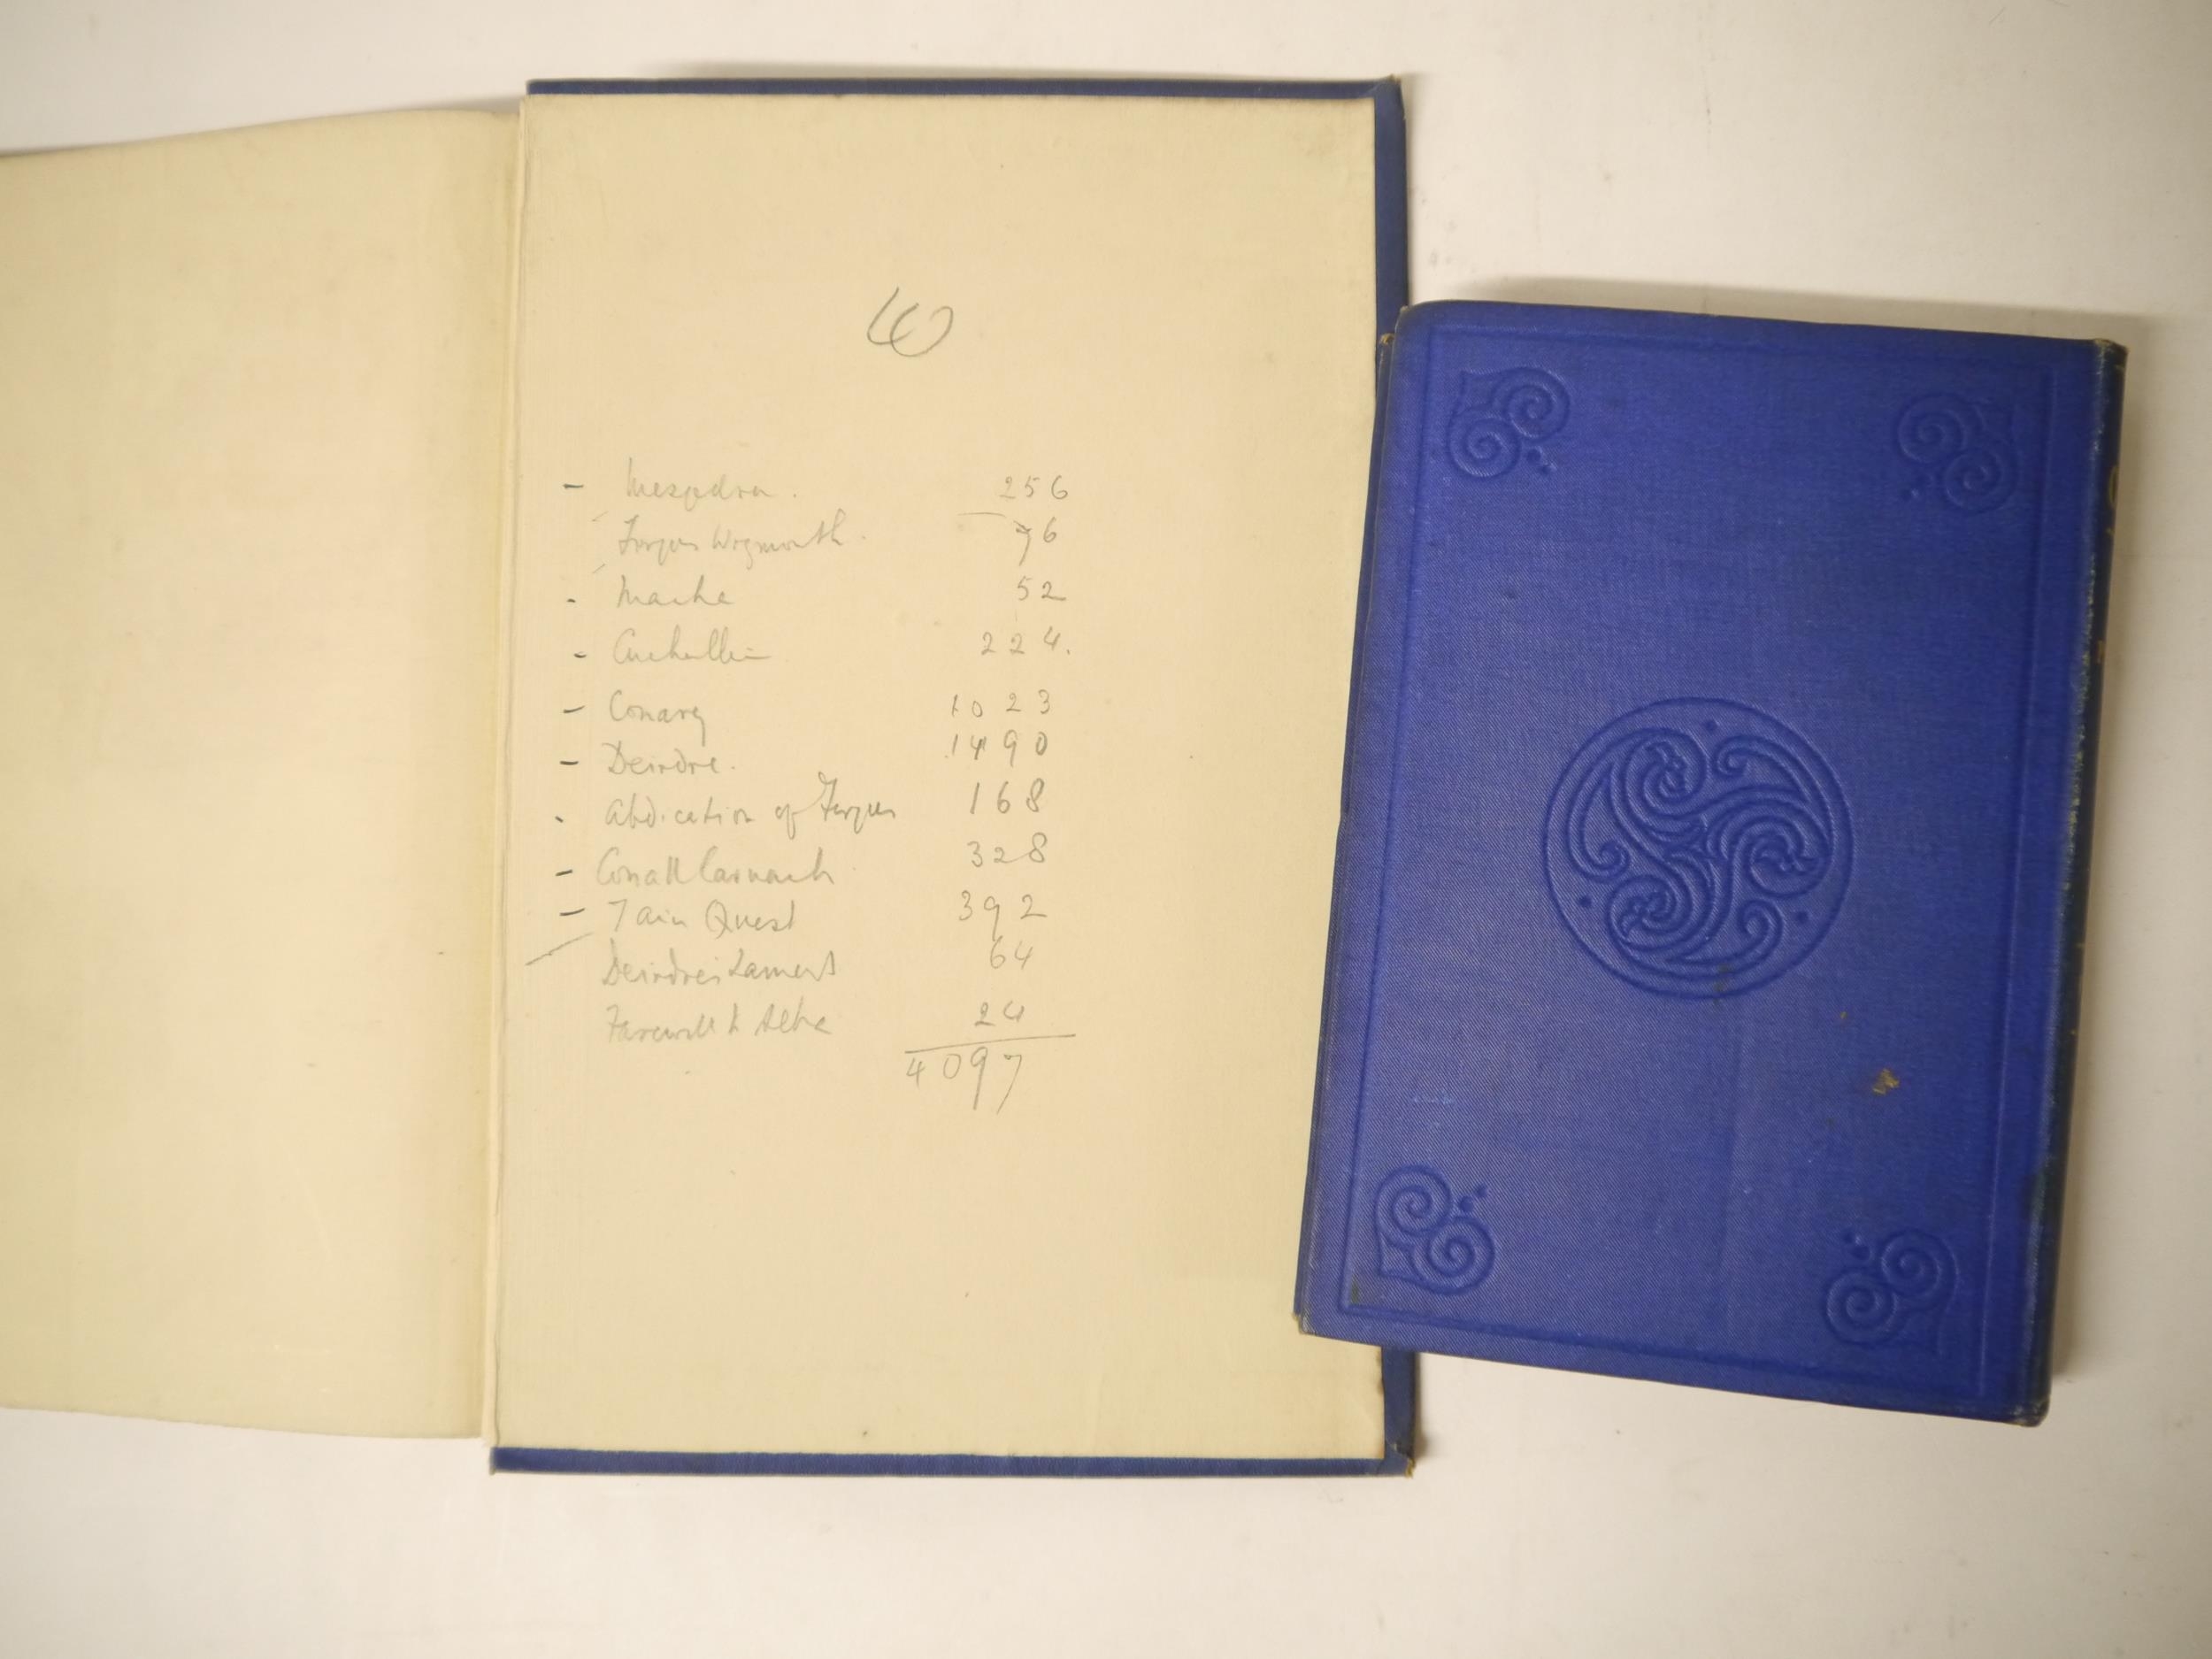 40
- Mesgedra. 256
Fergus Wrymouth. 76
- Macha 52
- Cuchullin 224.
- Conary 1023
- Deirdre. 1490
- Abdication of Fergus 168
- Conall Carnach 328
- Tain Quest 392
Deirdre's Lament 64
Farewell to Alba 24
4097